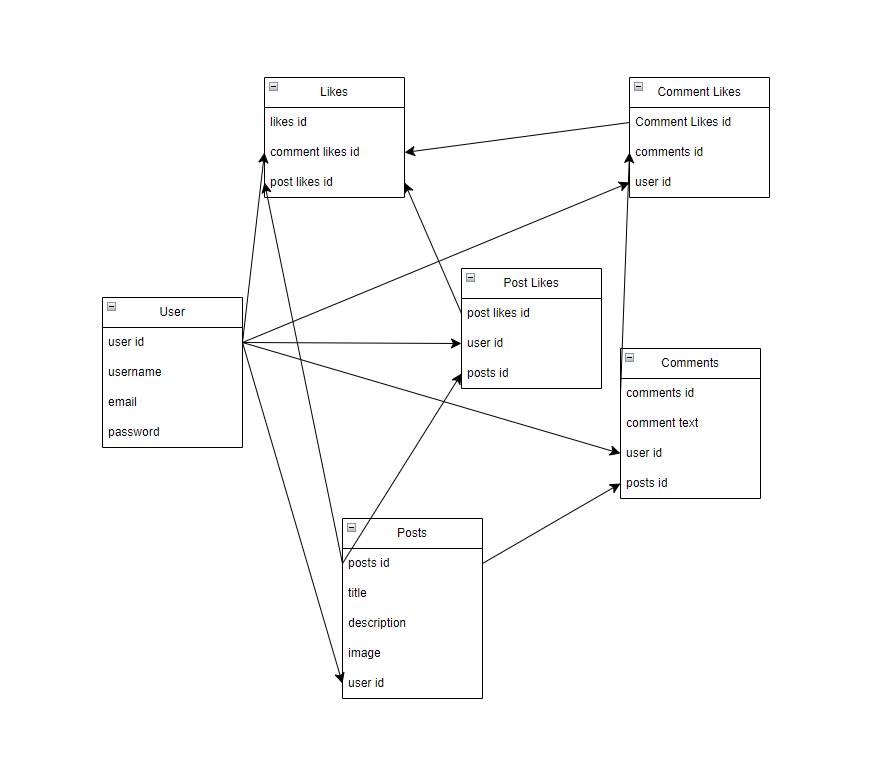 Likes
likes id
comment likes id
post likes id
Comment Likes
Comment Likes id
comments id
user id
User
user id
username
email
password
Post Likes
post likes id
user id
posts id
Comments
comments id
comment text
user id
posts id
Posts
posts id
title
description
image
user id